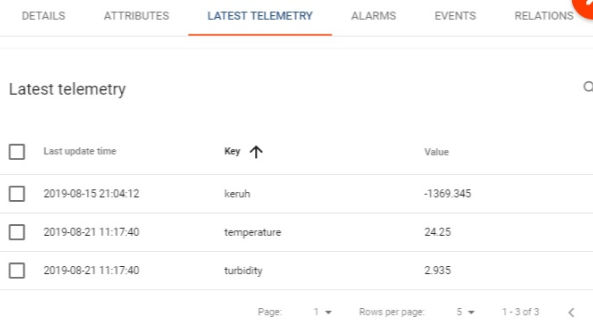 DETAILS ATTRIBUTES LATEST TELEMETRY ALARMS EVENTS RELATIONS
Latest telemetry
Last update time Key Value
2019-08-15 21:04:12 keruh -1369.345
2019-08-21 11:17:40 temperature 24.25
2019-08-21 11:17:40 turbidity 2.935
Page: 1 Rows per page: 5 1 - 3 of 3